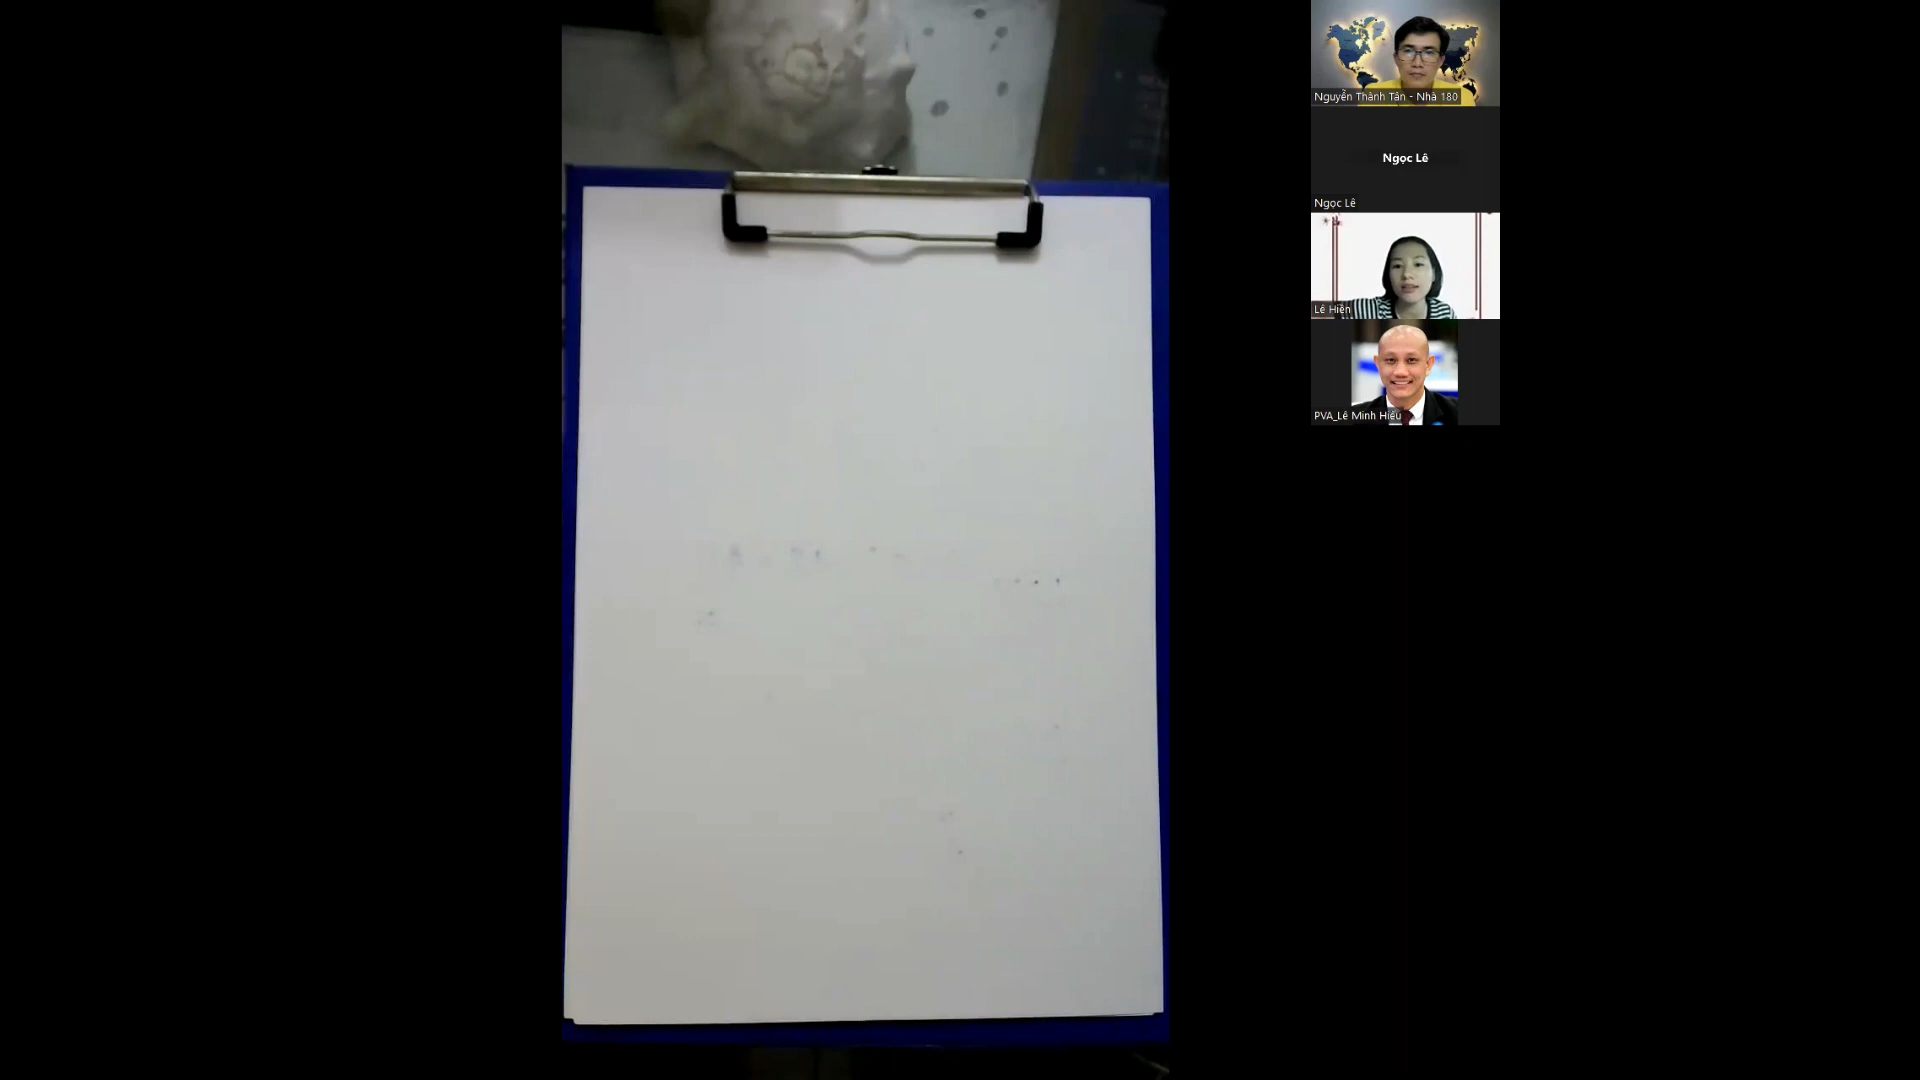 Nguyễn Thành Tân - Nhà 180
Ngọc Lê
Ngọc Lê
Lê Hiền
PVA_Lê Minh Hiếu